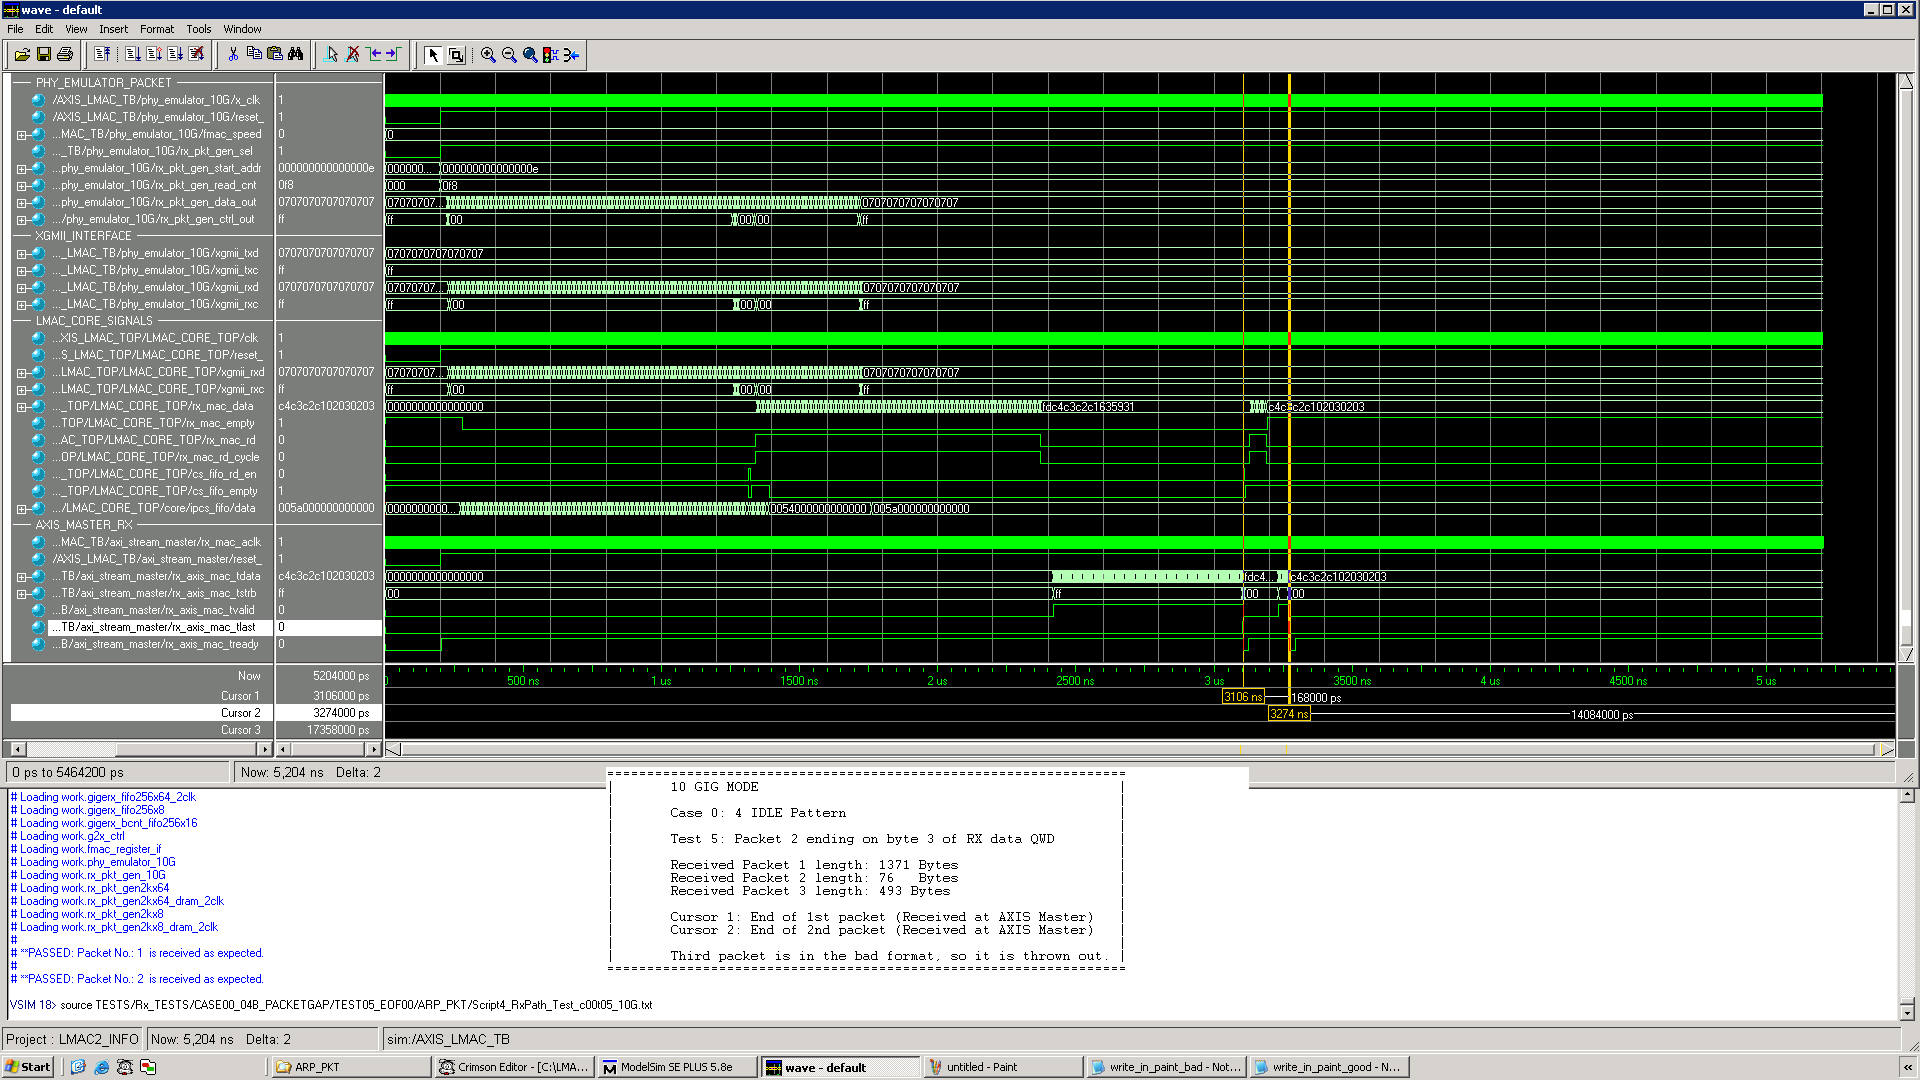 wave - default
File Edit View Insert Format Tools Window
PHY_EMULATOR_PACKET
/AXIS_LMAC_TB/phy_emulator_10G/x_clk 1
/AXIS_LMAC_TB/phy_emulator_10G/reset_ 1
...MAC_TB/phy_emulator_10G/fmac_speed 0 0
..._TB/phy_emulator_10G/rx_pkt_gen_sel 1
...phy_emulator_10G/rx_pkt_gen_start_addr 000000000000000e 000000... 000000000000000e
...phy_emulator_10G/rx_pkt_gen_read_cnt 0f8 000 0f8
...phy_emulator_10G/rx_pkt_gen_data_out 0707070707070707 07070707... 0707070707070707
.../phy_emulator_10G/rx_pkt_gen_ctrl_out ff ff 00 00 00 ff
XGMII_INTERFACE
..._LMAC_TB/phy_emulator_10G/xgmii_txd 0707070707070707 0707070707070707
..._LMAC_TB/phy_emulator_10G/xgmii_txc ff ff
..._LMAC_TB/phy_emulator_10G/xgmii_rxd 0707070707070707 07070707... 0707070707070707
..._LMAC_TB/phy_emulator_10G/xgmii_rxc ff ff 00 00 00 ff
LMAC_CORE_SIGNALS
...XIS_LMAC_TOP/LMAC_CORE_TOP/clk 1
...S_LMAC_TOP/LMAC_CORE_TOP/reset_ 1
...LMAC_TOP/LMAC_CORE_TOP/xgmii_rxd 0707070707070707 07070707... 0707070707070707
...LMAC_TOP/LMAC_CORE_TOP/xgmii_rxc ff ff 00 00 00 ff
..._TOP/LMAC_CORE_TOP/rx_mac_data c4c3c2c102030203 0000000000000000 fdc4c3c2c1635931 c4c3c2c102030203
...TOP/LMAC_CORE_TOP/rx_mac_empty 1
...AC_TOP/LMAC_CORE_TOP/rx_mac_rd 0
...OP/LMAC_CORE_TOP/rx_mac_rd_cycle 0
..._TOP/LMAC_CORE_TOP/cs_fifo_rd_en 0
..._TOP/LMAC_CORE_TOP/cs_fifo_empty 1
.../LMAC_CORE_TOP/core/ipcs_fifo/data 005a000000000000 0000000000... 0054000000000000 005a000000000000
AXIS_MASTER_RX
...MAC_TB/axi_stream_master/rx_mac_aclk 1
/AXIS_LMAC_TB/axi_stream_master/reset_ 1
...TB/axi_stream_master/rx_axis_mac_tdata c4c3c2c102030203 0000000000000000 fdc4... c4c3c2c102030203
...TB/axi_stream_master/rx_axis_mac_tstrb ff 00 ff 00 00
...B/axi_stream_master/rx_axis_mac_tvalid 0
...TB/axi_stream_master/rx_axis_mac_tlast 0
...B/axi_stream_master/rx_axis_mac_tready 0
Now 5204000 ps 0 500 ns 1 us 1500 ns 2 us 2500 ns 3 us 3500 ns 4 us 4500 ns 5 us
Cursor 1 3106000 ps 3106 ns 168000 ps
Cursor 2 3274000 ps 3274 ns 14084000 ps
Cursor 3 17358000 ps
0 ps to 5464200 ps Now: 5,204 ns Delta: 2
# Loading work.gigerx_fifo256x64_2clk
# Loading work.gigerx_fifo256x8
# Loading work.gigerx_bcnt_fifo256x16
# Loading work.g2x_ctrl
# Loading work.fmac_register_if
# Loading work.phy_emulator_10G
# Loading work.rx_pkt_gen_10G
# Loading work.rx_pkt_gen2kx64
# Loading work.rx_pkt_gen2kx64_dram_2clk
# Loading work.rx_pkt_gen2kx8
# Loading work.rx_pkt_gen2kx8_dram_2clk
#
# **PASSED: Packet No.: 1 is received as expected.
#
# **PASSED: Packet No.: 2 is received as expected.
VSIM 18> source TESTS/Rx_TESTS/CASE00_04B_PACKETGAP/TEST05_EOF00/ARP_PKT/Script4_RxPath_Test_c00t05_10G.txt
10 GIG MODE
Case 0: 4 IDLE Pattern
Test 5: Packet 2 ending on byte 3 of RX data QWD
Received Packet 1 length: 1371 Bytes
Received Packet 2 length: 76 Bytes
Received Packet 3 length: 493 Bytes
Cursor 1: End of 1st packet (Received at AXIS Master)
Cursor 2: End of 2nd packet (Received at AXIS Master)
Third packet is in the bad format, so it is thrown out.
Project : LMAC2_INFO Now: 5,204 ns Delta: 2 sim:/AXIS_LMAC_TB
Start ARP_PKT Crimson Editor - [C:\LMA... ModelSim SE PLUS 5.8e wave - default untitled - Paint write_in_paint_bad - Not... write_in_paint_good - N...